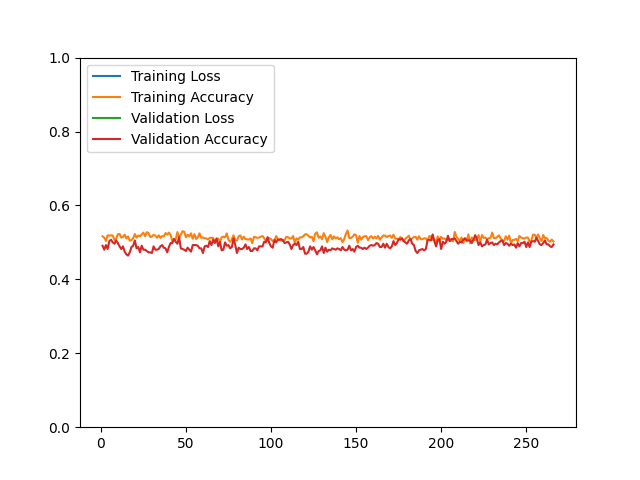 1.0
0.8
0.6
0.4
0.2
0.0
Training Loss
Training Accuracy
Validation Loss
Validation Accuracy
0 50 100 150 200 250